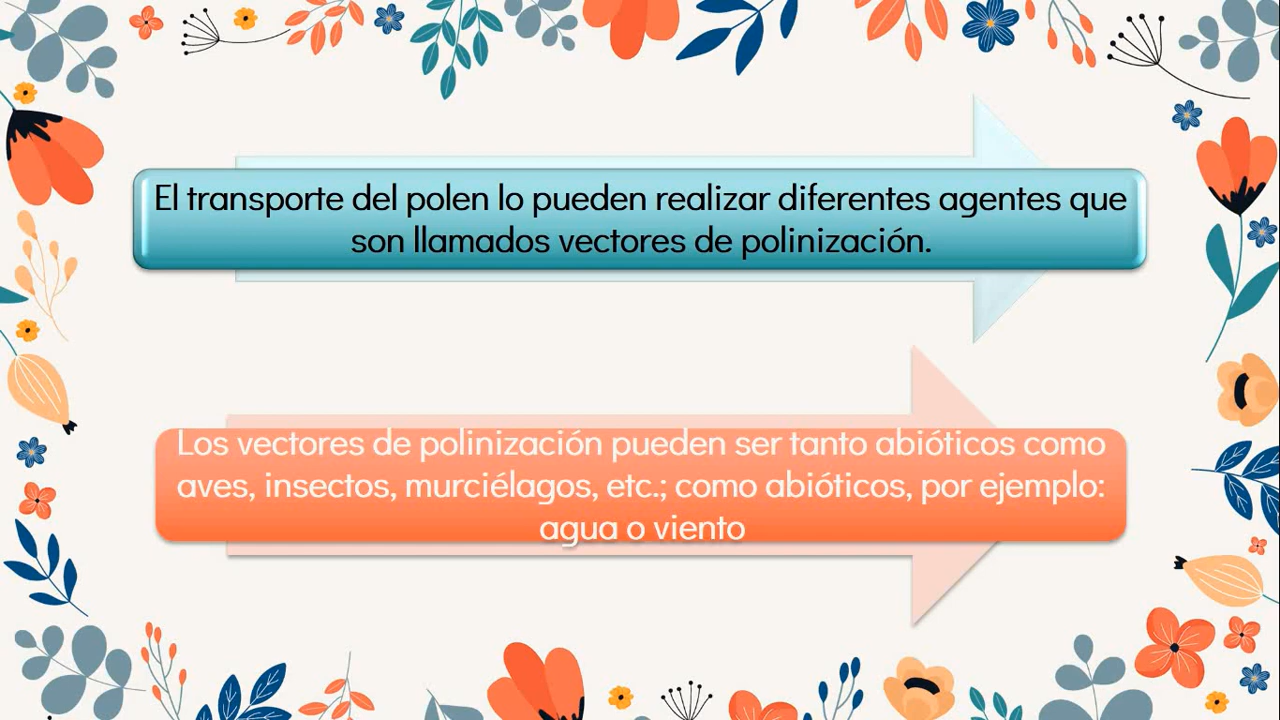 El transporte del polen lo pueden realizar diferentes agentes que
son llamados vectores de polinización.
Los vectores de polinización pueden ser tanto abióticos como
aves, insectos, murciélagos, etc.; como abióticos, por ejemplo:
agua o viento